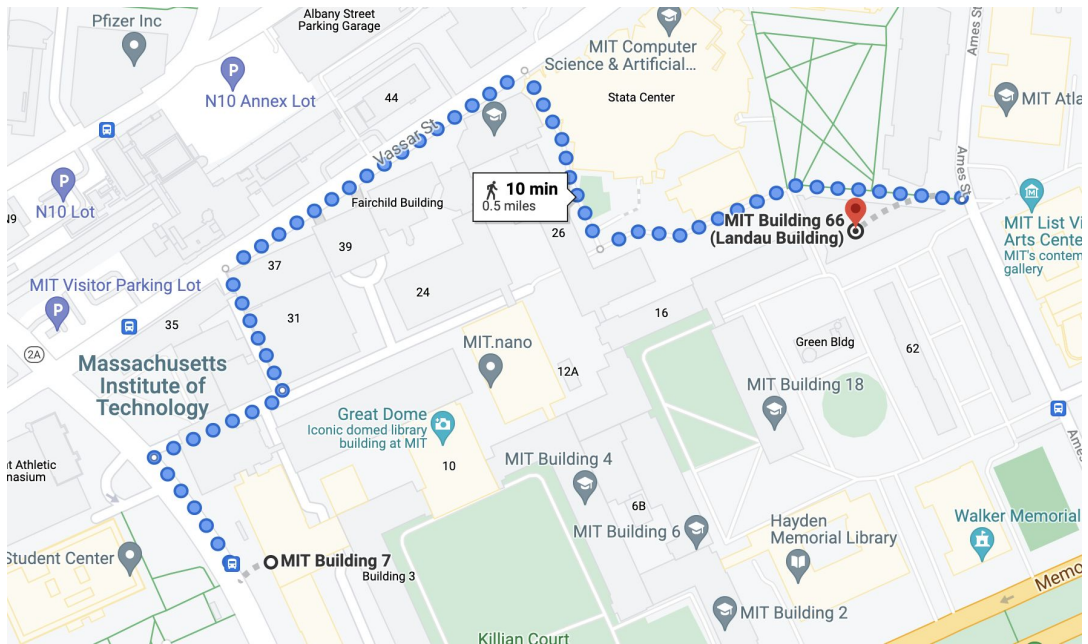 Pfizer Inc
Albany Street
Parking Garage
P
N10 Annex Lot
44
MIT Computer
Science & Artificial...
Stata Center
Ames St
MIT Atla
Vassar St
P
N10 Lot
N9
Fairchild Building
10 min
0.5 miles
Ames St
39
26
MIT Building 66
(Landau Building)
MIT List Vi
Arts Cente
MIT's contem
gallery
37
MIT Visitor Parking Lot
P
35
31
24
16
2A
Green Bldg
62
Massachusetts
Institute of
Technology
MIT.nano
12A
MIT Building 18
Great Dome
Iconic domed library
building at MIT
10
MIT Building 4
6B
at Athletic
nasium
MIT Building 6
Hayden
Memorial Library
Walker Memorial
Ames
Student Center
MIT Building 7
Building 3
Memo
MIT Building 2
Killian Court